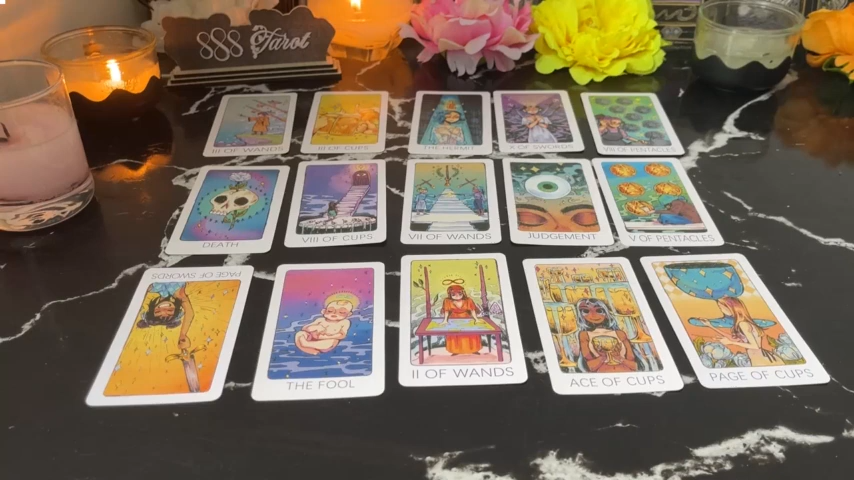 888 Tarot
III OF WANDS
III OF CUPS
THE HERMIT
X OF SWORDS
VII OF PENTACLES
DEATH
VIII OF CUPS
VII OF WANDS
JUDGEMENT
V OF PENTACLES
PAGE OF SWORDS
THE FOOL
II OF WANDS
ACE OF CUPS
PAGE OF CUPS